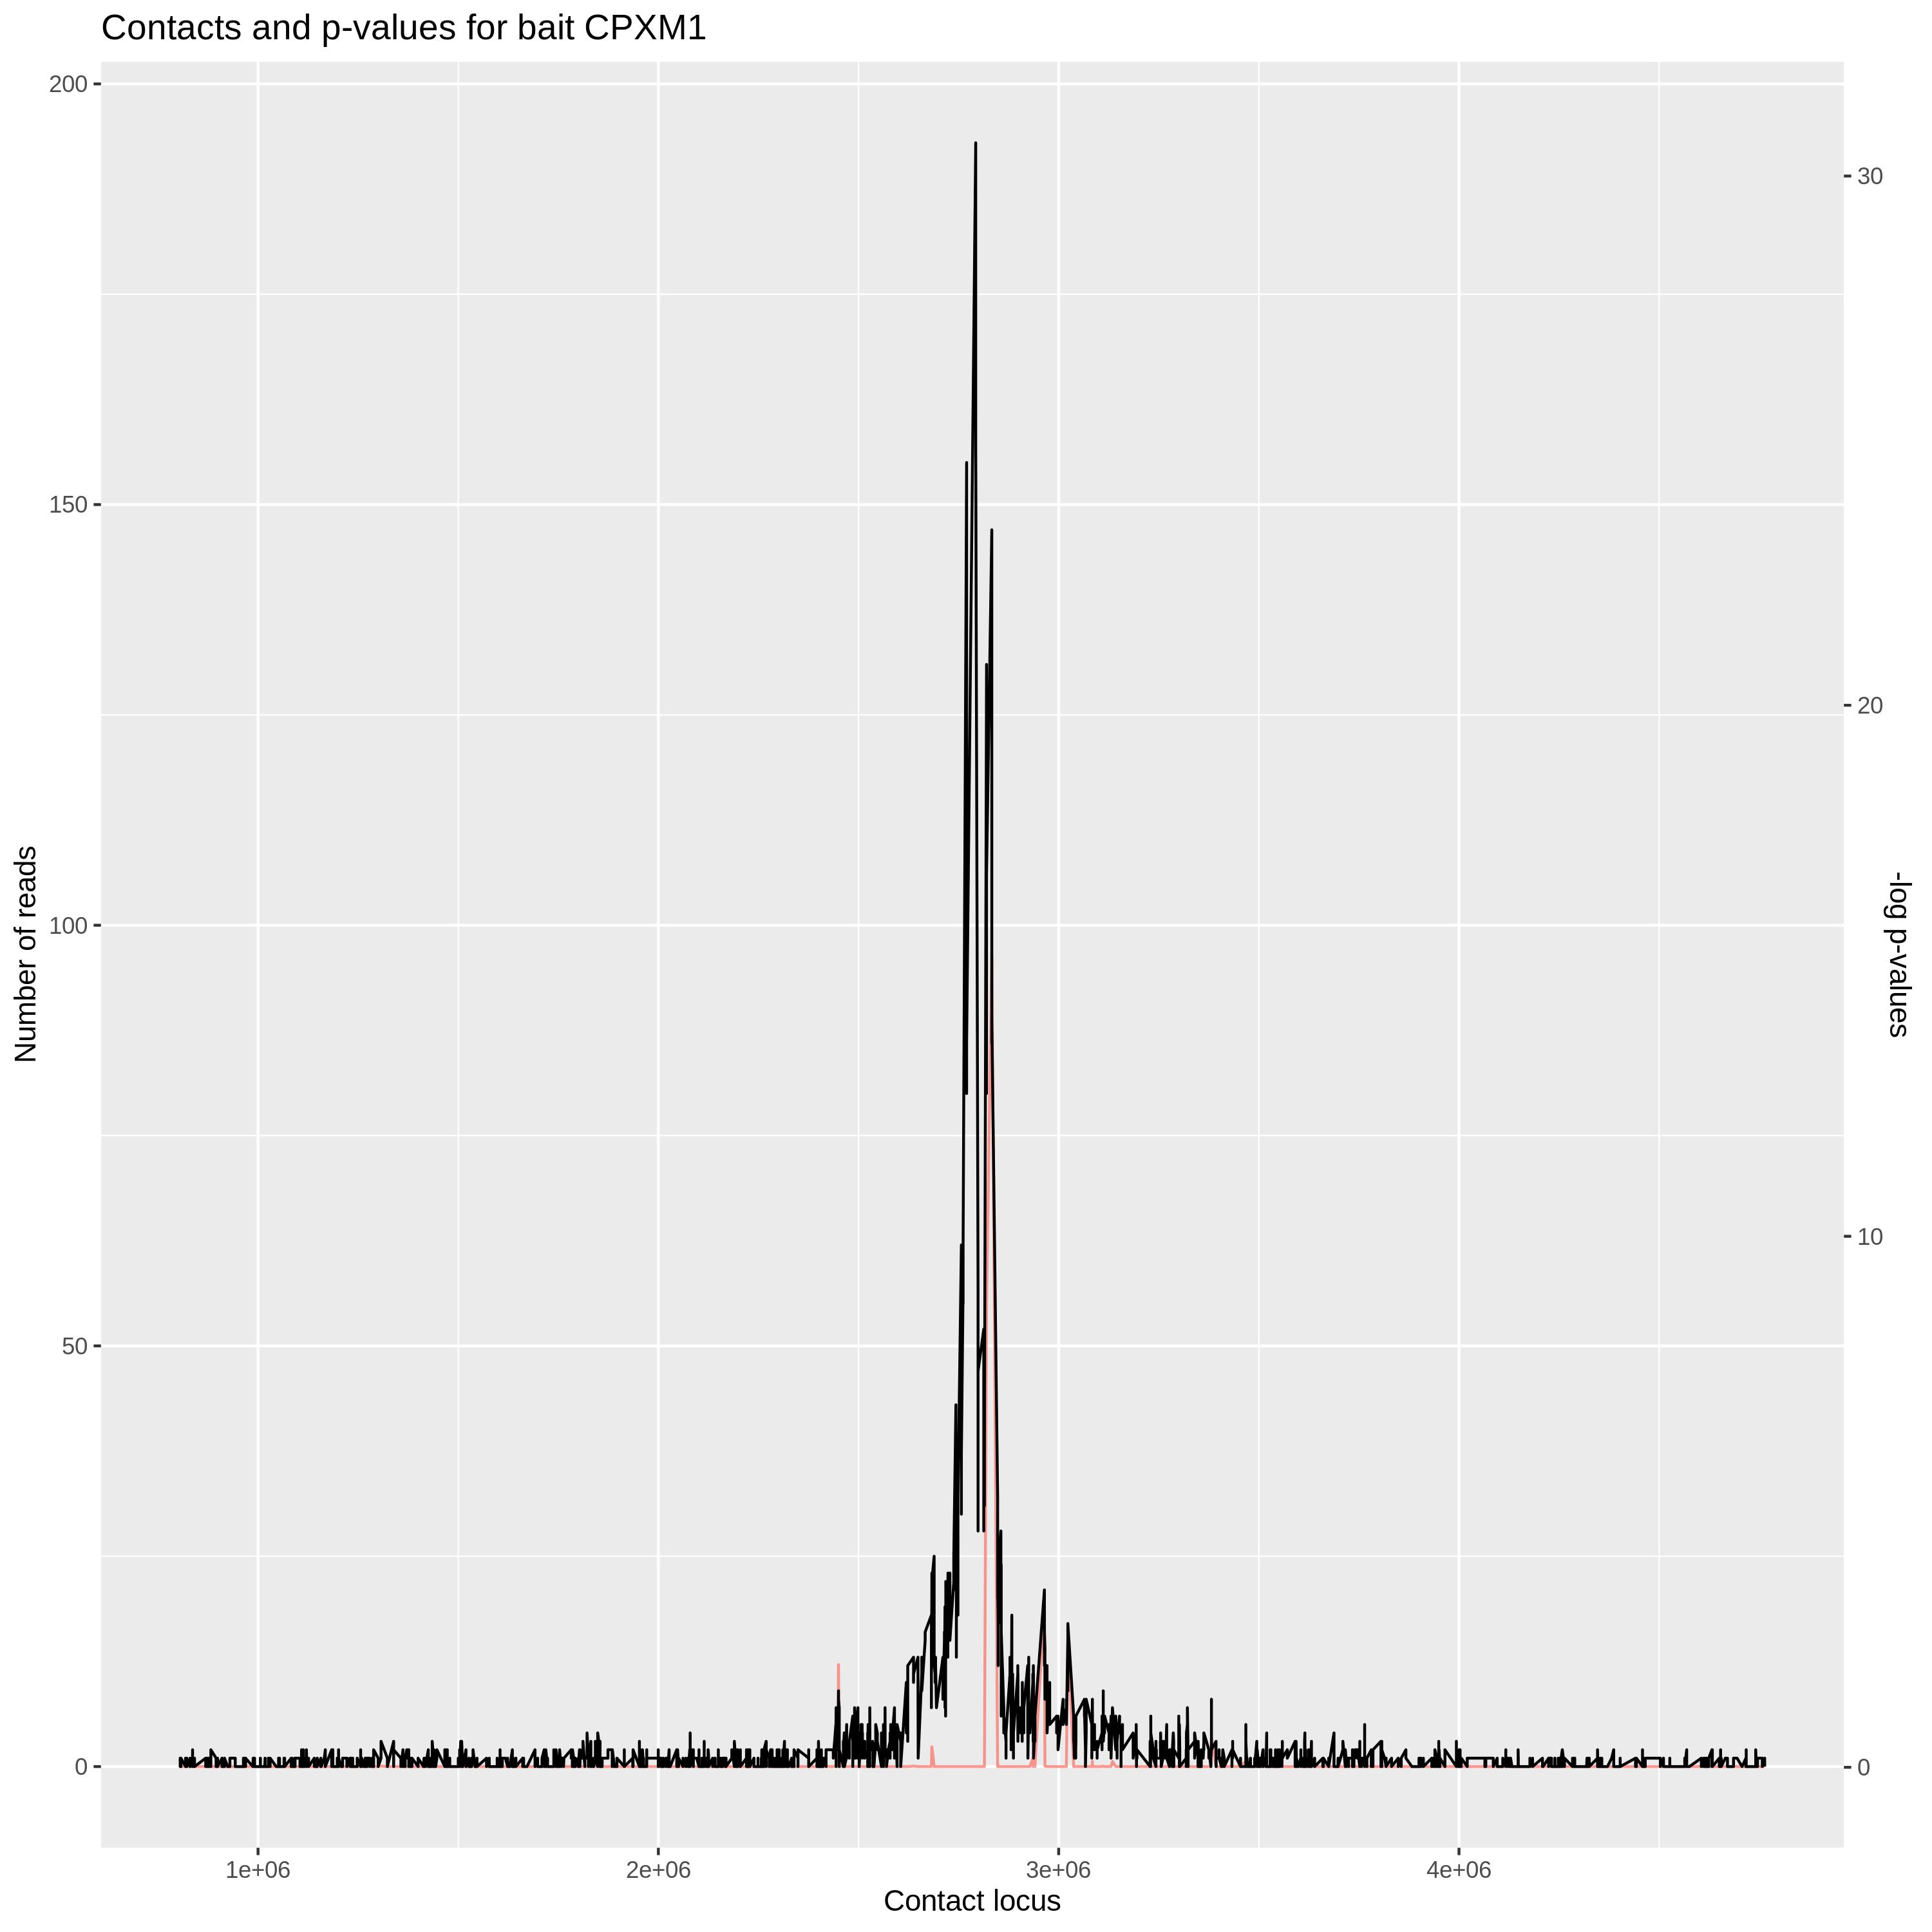 Contacts and p-values for bait CPXM1
200
150
100
50
0
30
20
10
0
Number of reads
-log p-values
1e+06
2e+06
3e+06
4e+06
Contact locus